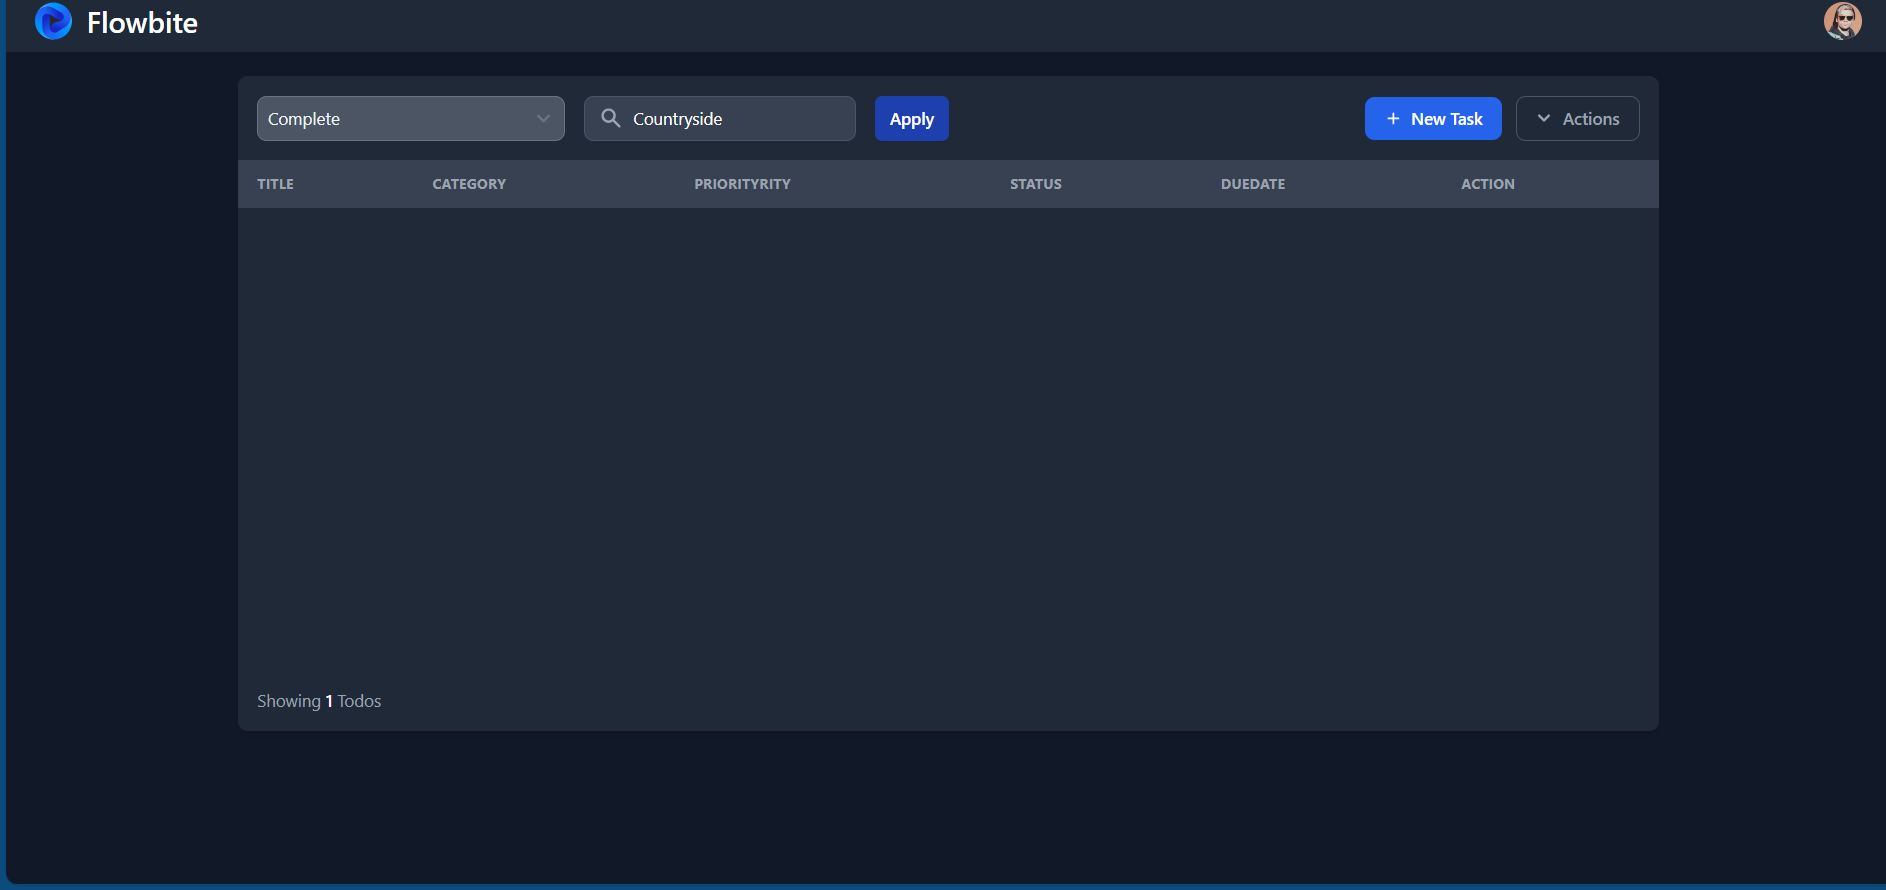 Flowbite
Complete Countryside Apply + New Task Actions
TITLE CATEGORY PRIORITYRITY STATUS DUEDATE ACTION
Showing 1 Todos